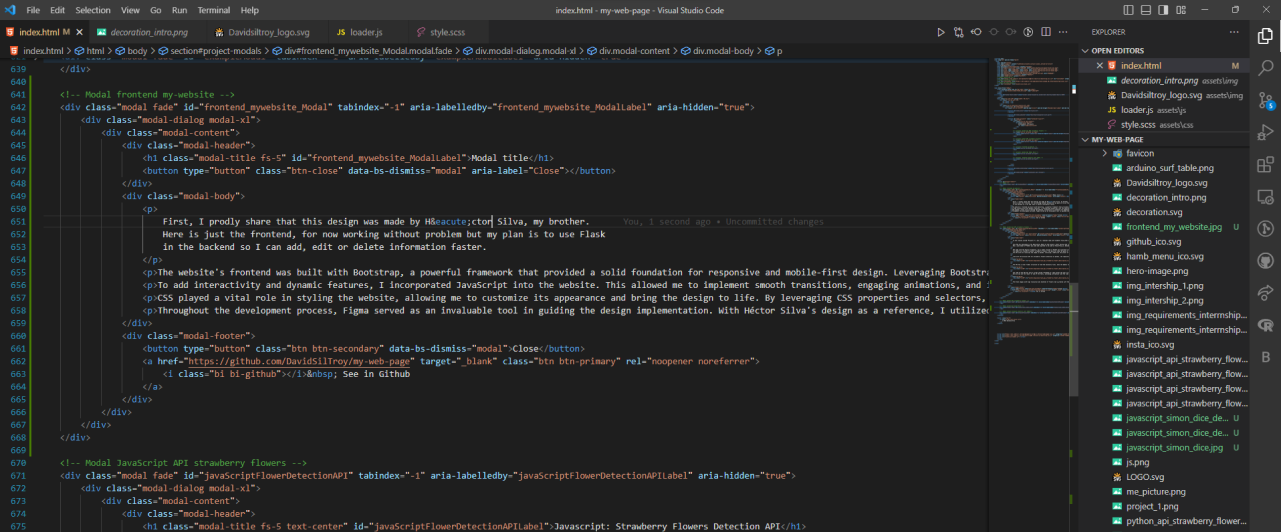 File Edit Selection View Go Run Terminal Help
index.html - my-web-page - Visual Studio Code
index.html M
decoration_intro.png
Davidsiltroy_logo.svg
JS loader.js
style.scss
index.html > html > body > section#project-modals > div#frontend_mywebsite_Modal.modal.fade > div.modal-dialog.modal-xl > div.modal-content > div.modal-body > p
639 </div>
640
641 <!-- Modal frontend my-website -->
642 <div class="modal fade" id="frontend_mywebsite_Modal" tabindex="-1" aria-labelledby="frontend_mywebsite_ModalLabel" aria-hidden="true">
643 <div class="modal-dialog modal-xl">
644 <div class="modal-content">
645 <div class="modal-header">
646 <h1 class="modal-title fs-5" id="frontend_mywebsite_ModalLabel">Modal title</h1>
647 <button type="button" class="btn-close" data-bs-dismiss="modal" aria-label="Close"></button>
648 </div>
649 <div class="modal-body">
650 <p>
651 First, I prodly share that this design was made by H&eacute;ctor Silva, my brother. You, 1 second ago • Uncommitted changes
652 Here is just the frontend, for now working without problem but my plan is to use Flask
653 in the backend so I can add, edit or delete information faster.
654 </p>
655 <p>The website's frontend was built with Bootstrap, a powerful framework that provided a solid foundation for responsive and mobile-first design. Leveraging Bootstra
656 <p>To add interactivity and dynamic features, I incorporated JavaScript into the website. This allowed me to implement smooth transitions, engaging animations, and
657 <p>CSS played a vital role in styling the website, allowing me to customize its appearance and bring the design to life. By leveraging CSS properties and selectors,
658 <p>Throughout the development process, Figma served as an invaluable tool in guiding the design implementation. With Héctor Silva's design as a reference, I utilize
659 </div>
660 <div class="modal-footer">
661 <button type="button" class="btn btn-secondary" data-bs-dismiss="modal">Close</button>
662 <a href="https://github.com/DavidSilTroy/my-web-page" target="_blank" class="btn btn-primary" rel="noopener noreferrer">
663 <i class="bi bi-github"></i>&nbsp; See in Github
664 </a>
665 </div>
666 </div>
667 </div>
668 </div>
669
670 <!-- Modal JavaScript API strawberry flowers -->
671 <div class="modal fade" id="javaScriptFlowerDetectionAPI" tabindex="-1" aria-labelledby="javaScriptFlowerDetectionAPILabel" aria-hidden="true">
672 <div class="modal-dialog modal-xl">
673 <div class="modal-content">
674 <div class="modal-header">
675 <h1 class="modal-title fs-5 text-center" id="javaScriptFlowerDetectionAPILabel">Javascript: Strawberry Flowers Detection API</h1>
EXPLORER
OPEN EDITORS
index.html M
decoration_intro.png assets\img
Davidsiltroy_logo.svg assets\img
JS loader.js assets\js
style.scss assets\css
MY-WEB-PAGE
favicon
arduino_surf_table.png
Davidsiltroy_logo.svg
decoration_intro.png
decoration.svg
frontend_my_website.jpg U
github_ico.svg
hamb_menu_ico.svg
hero-image.png
img_intership_1.png
img_intership_2.png
img_requirements_intermship...
img_requirements_interrmship...
insta_ico.svg
javascript_api_strawberry_flow...
javascript_api_strawberry_flow...
javascript_api_strawberry_flow...
javascript_api_strawberry_flow...
javascript_simon_dice_de... U
javascript_simon_dice_de... U
javascript_simon_dice.jpg U
js.png
LOGO.svg
me_picture.png
project_1.png
python_api_strawberry_flower...
5
R
B